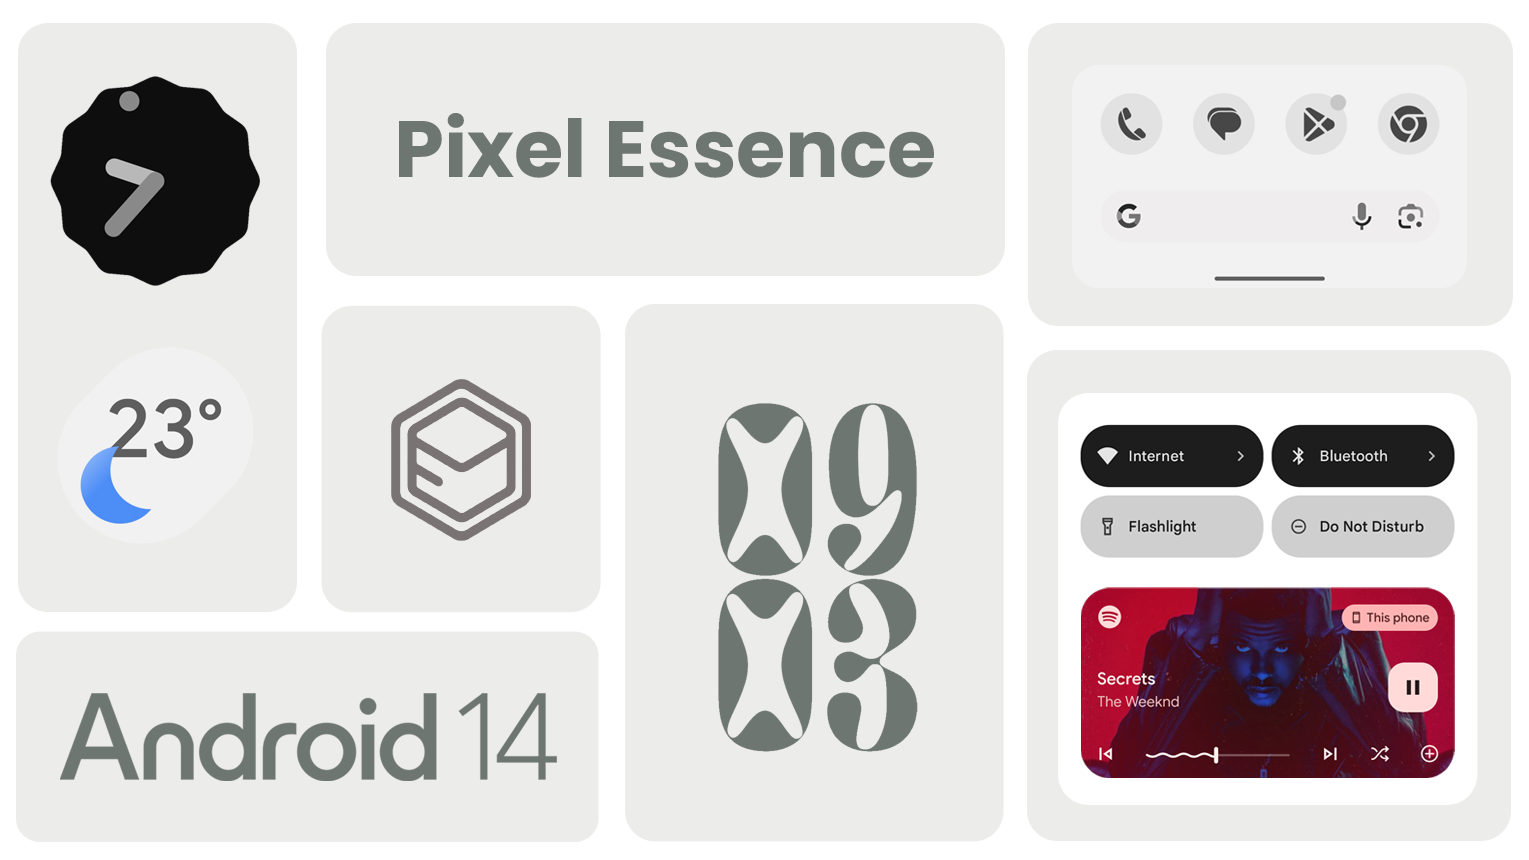 Pixel Essence
23°
09
03
Android 14
Internet
Bluetooth
Flashlight
Do Not Disturb
This phone
Secrets
The Weeknd